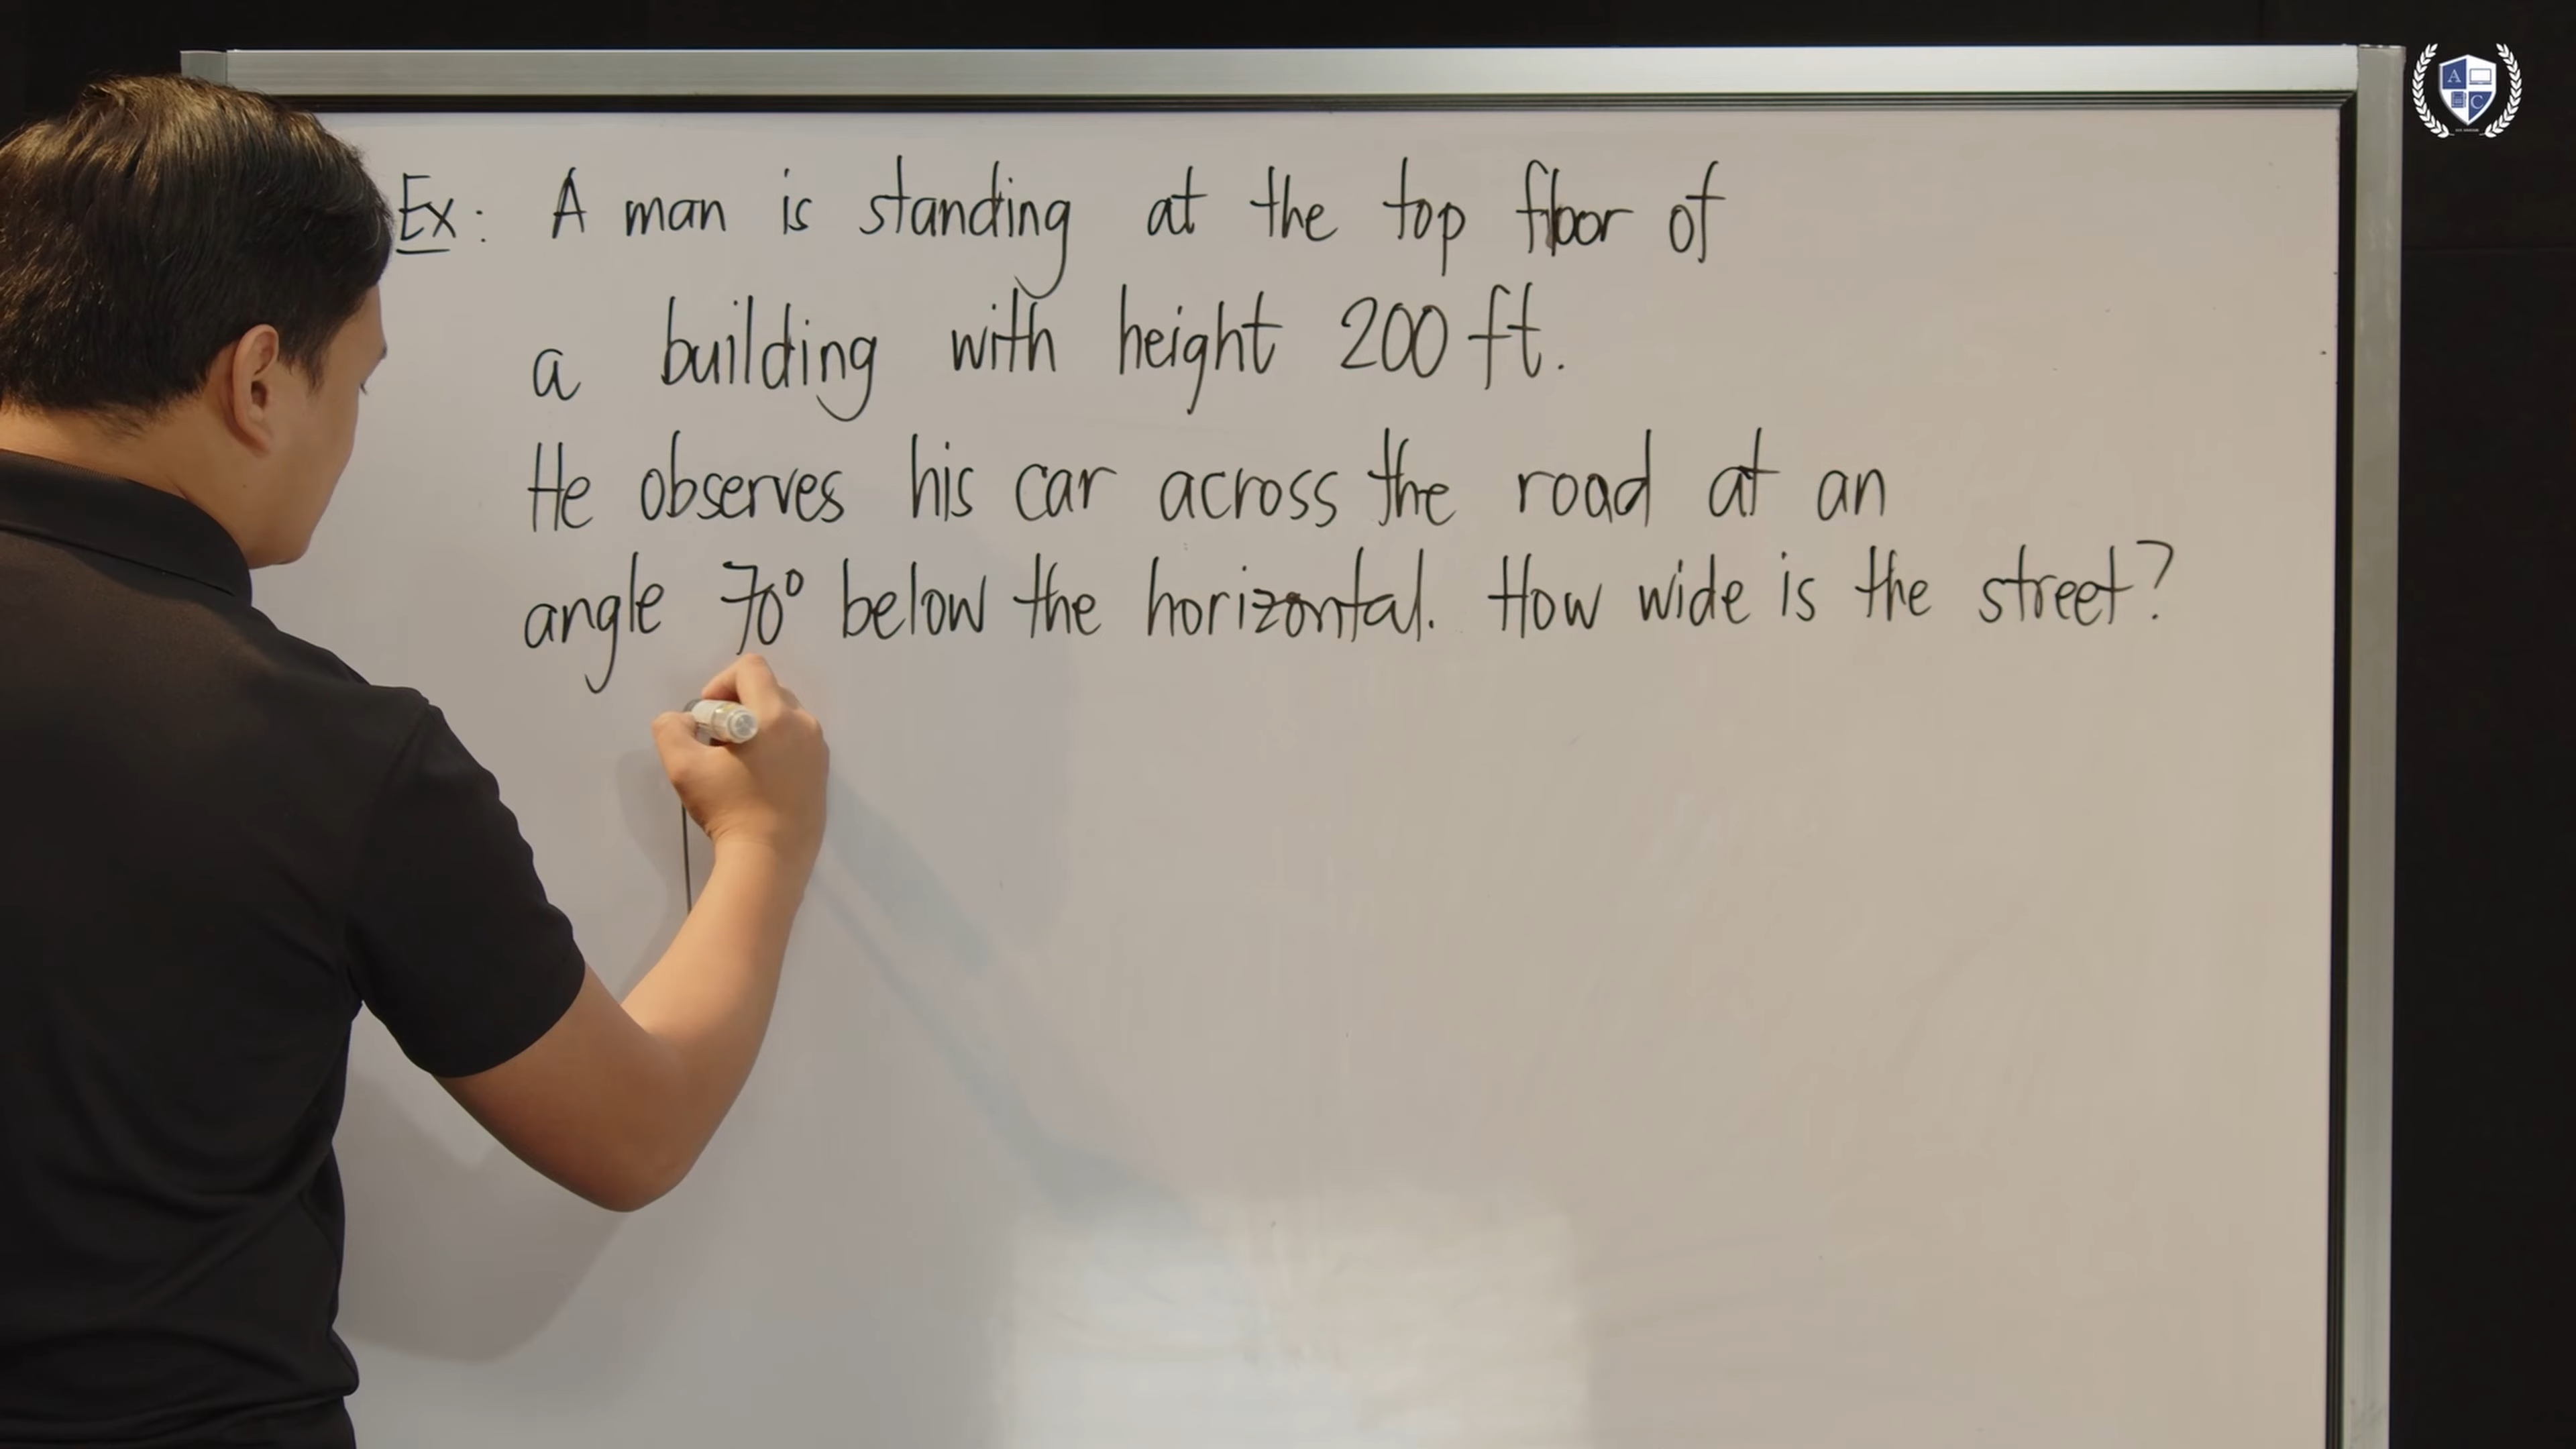 Ex: A man is standing at the top floor of
a building with height 200 ft.
He observes his car across the road at an
angle 70° below the horizontal. How wide is the street?
A
C